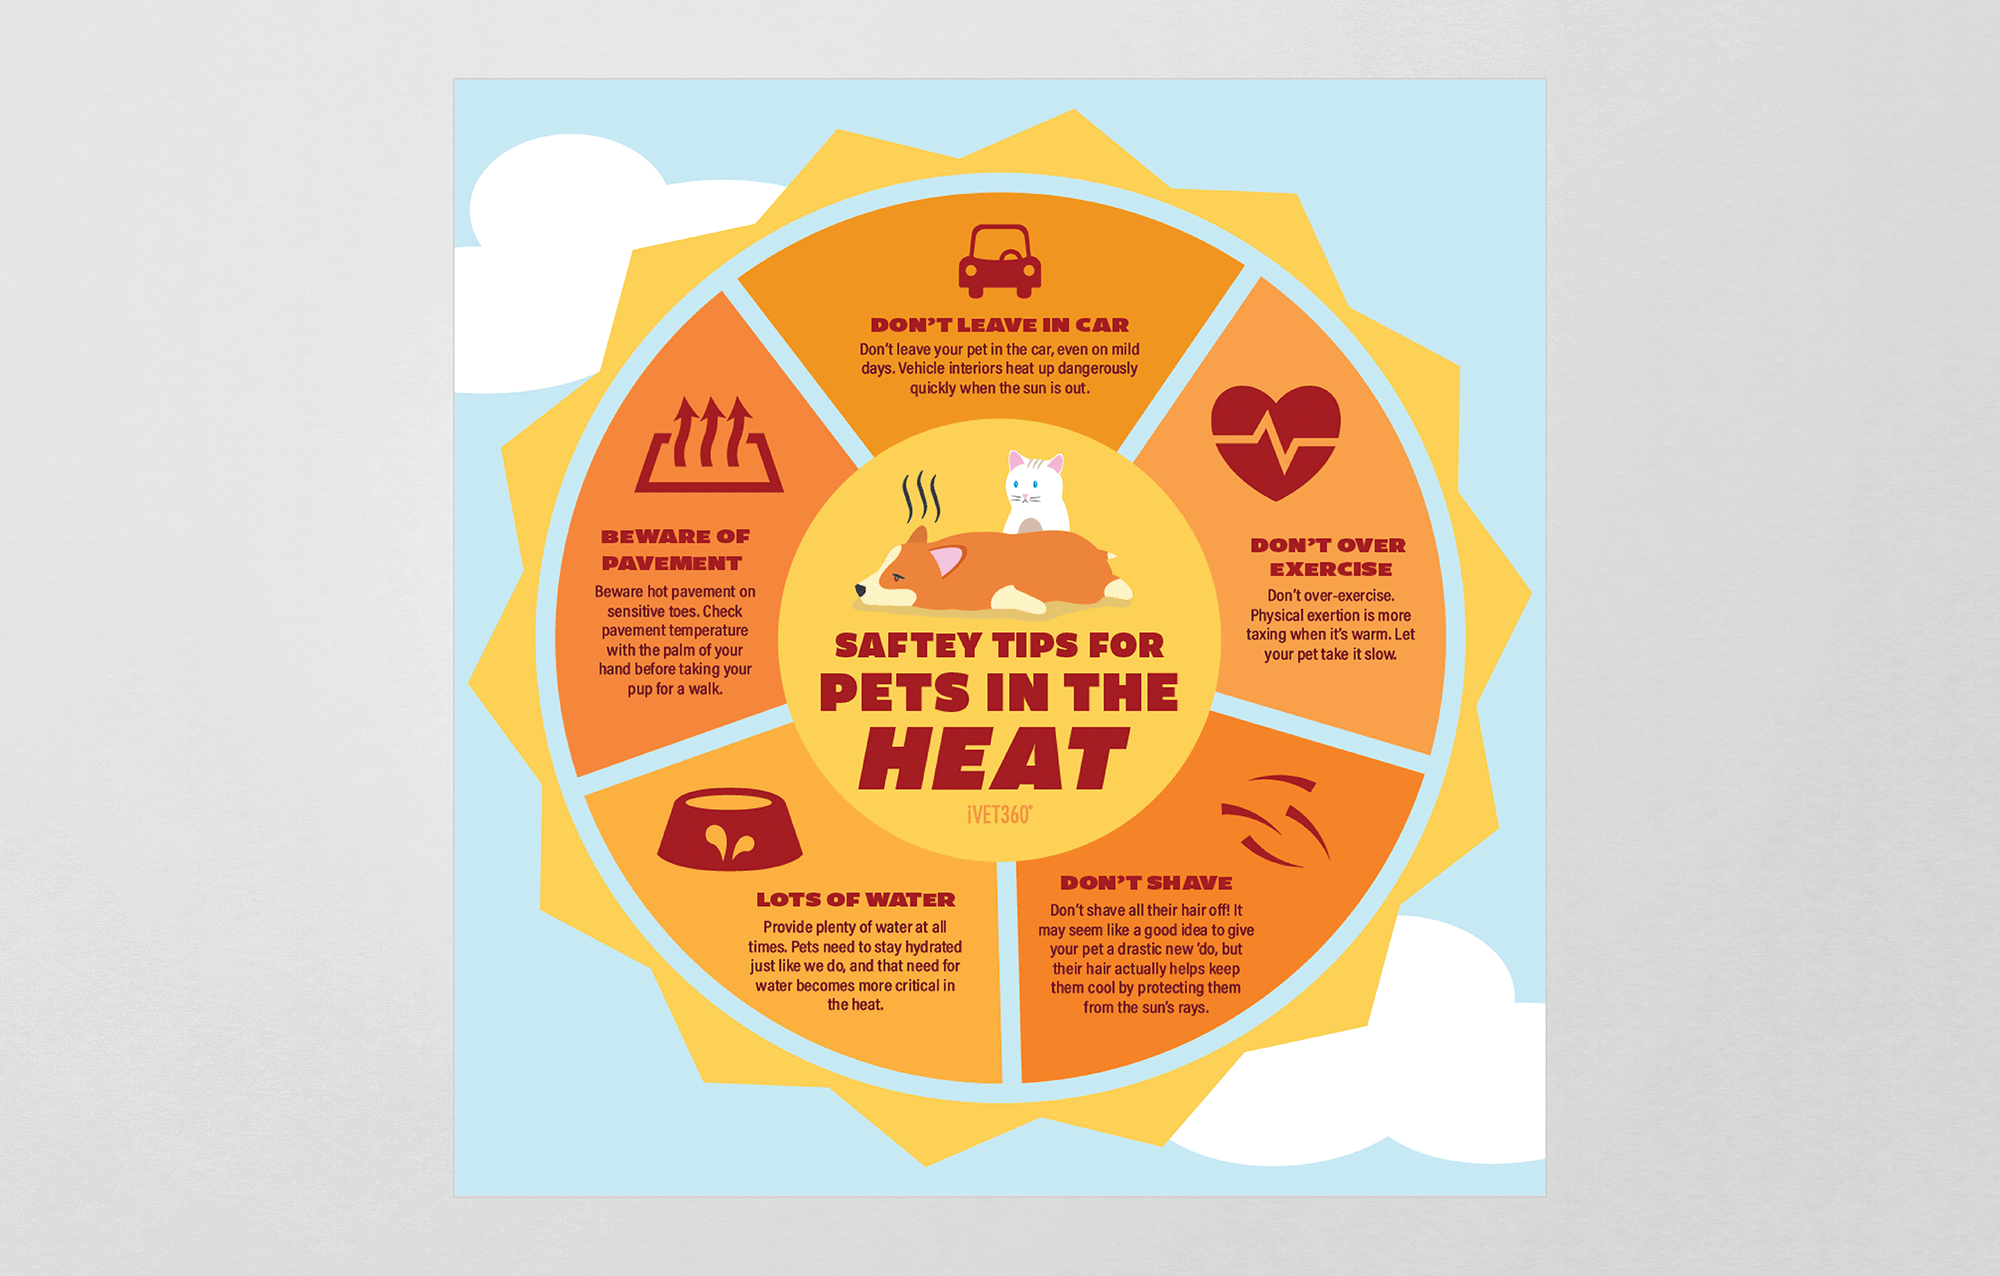 DON'T LEAVE IN CAR
Don't leave your pet in the car, even on mild
days. Vehicle interiors heat up dangerously
quickly when the sun is out.
DON'T OVER
EXERCISE
Don't over-exercise.
Physical exertion is more
taxing when it's warm. Let
your pet take it slow.
DON'T SHAVE
Don't shave all their hair off! It
may seem like a good idea to give
your pet a drastic new 'do, but
their hair actually helps keep
them cool by protecting them
from the sun's rays.
LOTS OF WATER
Provide plenty of water at all
times. Pets need to stay hydrated
just like we do, and that need for
water becomes more critical in
the heat.
BEWARE OF
PAVEMENT
Beware hot pavement on
sensitive toes. Check
pavement temperature
with the palm of your
hand before taking your
pup for a walk.
SAFTEY TIPS FOR
PETS IN THE
HEAT
iVET360°